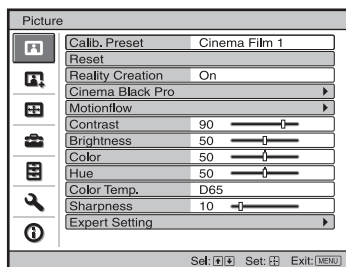 Picture
Calib. Preset Cinema Film 1
Reset
Reality Creation On
Cinema Black Pro
Motionflow
Contrast 90
Brightness 50
Color 50
Hue 50
Color Temp. D65
Sharpness 10
Expert Setting
Sel: Set: Exit: MENU